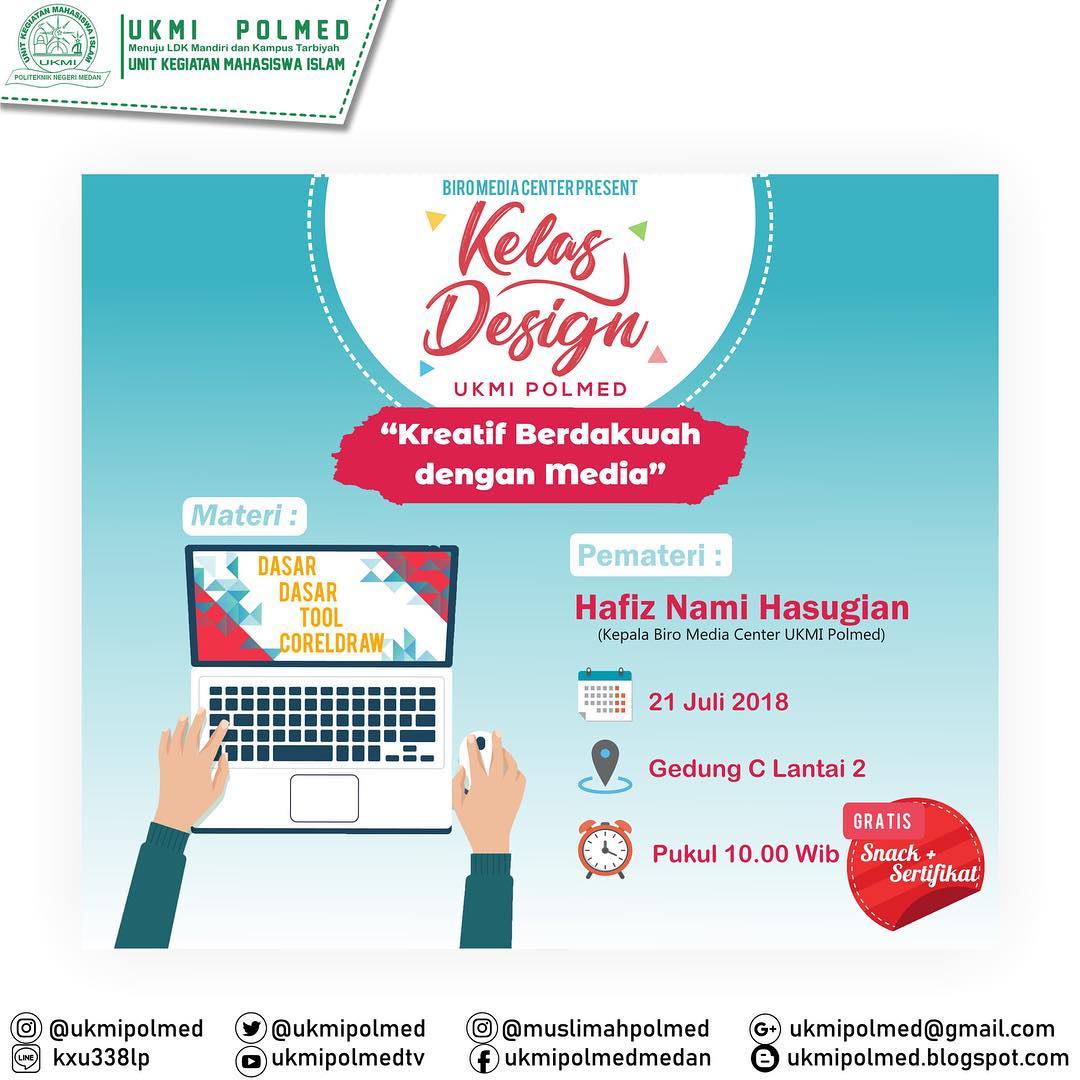 UNIT KEGIATAN MAHASISWA ISLAM
UKMI
POLITEKNIK NEGERI MEDAN
UKMI POLMED
Menuju LDK Mandiri dan Kampus Tarbiyah
UNIT KEGIATAN MAHASISWA ISLAM
BIRO MEDIA CENTER PRESENT
Kelas
Design
UKMI POLMED
“Kreatif Berdakwah
dengan Media”
Materi :
DASAR
DASAR
TOOL
CORELDRAW
Pemateri :
Hafiz Nami Hasugian
(Kepala Biro Media Center UKMI Polmed)
21 Juli 2018
Gedung C Lantai 2
Pukul 10.00 Wib
GRATIS
Snack +
Sertifikat
@ukmipolmed
@ukmipolmed
@muslimahpolmed
G+ ukmipolmed@gmail.com
LINE kxu338lp
ukmipolmedtv
ukmipolmedmedan
ukmipolmed.blogspot.com